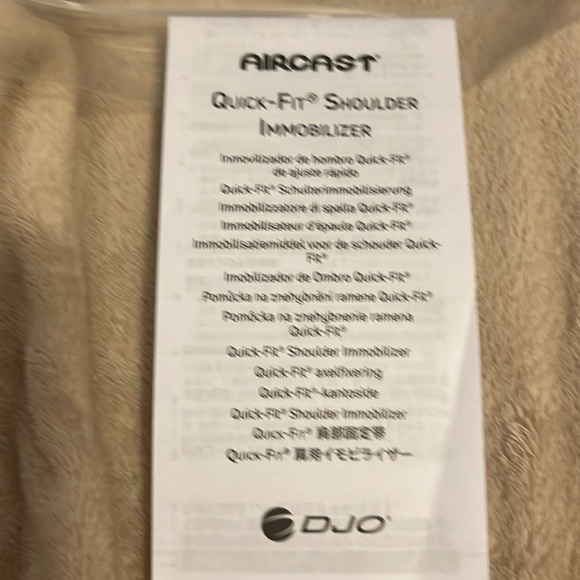 AIRCAST®
QUICK-FIT® SHOULDER
IMMOBILIZER
Inmovilizador de hombro Quick-Fit®
de ajuste rápido
Quick-Fit® Schulterimmobilisierung
Immobilizzatore di spalla Quick-Fit®
Immobilisateur d'épaule Quick-Fit®
Immobilisatiemiddel voor de schouder Quick-
Fit®
Imobilizador de Ombro Quick-Fit®
Pomůcka na znehybnění ramene Quick-Fit®
Pomôcka na znehybnenie ramena
Quick-Fit®
Quick-Fit® Shoulder Immobilizer
Quick-Fit® axelfixering
Quick-Fit®-kantoside
Quick-Fit® Shoulder Immobilizer
Quick-Fit® 肩部固定带
Quick-Fit® 肩用イモビライザー
DJO®